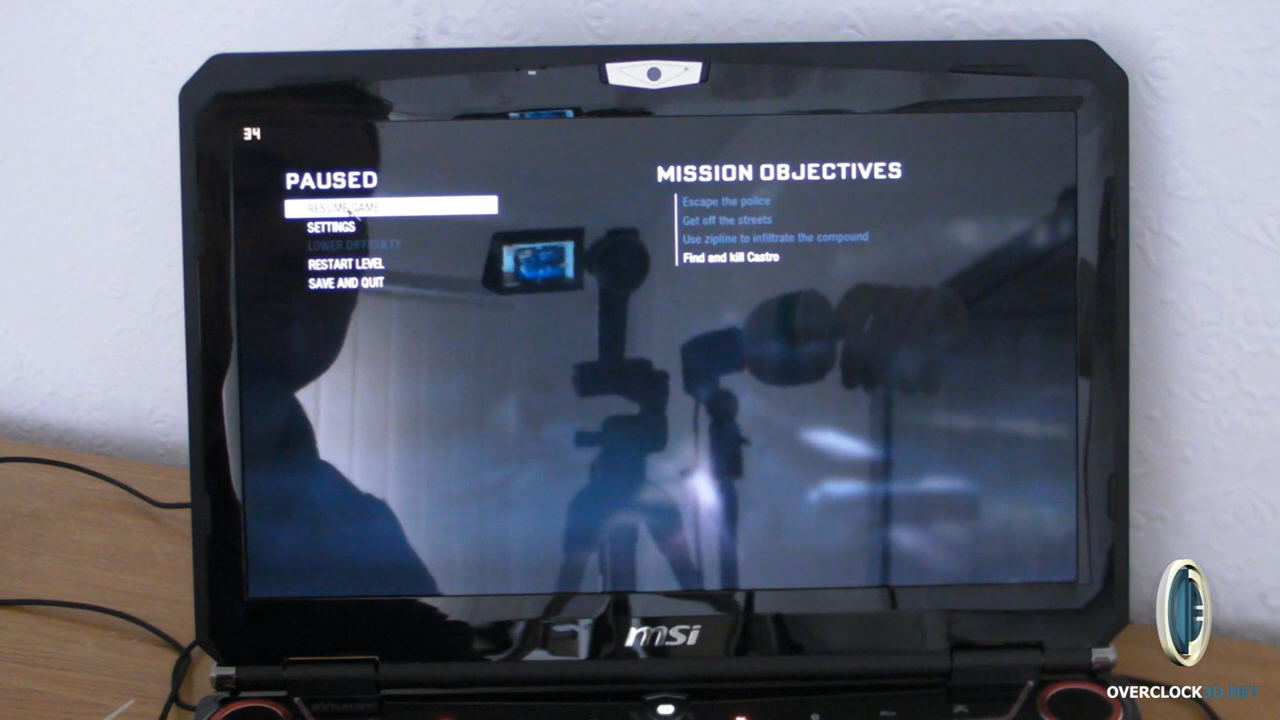 34
PAUSED
RESUME GAME
SETTINGS
LOWER DIFFICULTY
RESTART LEVEL
SAVE AND QUIT
MISSION OBJECTIVES
Escape the police
Get off the streets
Use zipline to infiltrate the compound
Find and kill Castro
msi
OVERCLOCK3D.NET